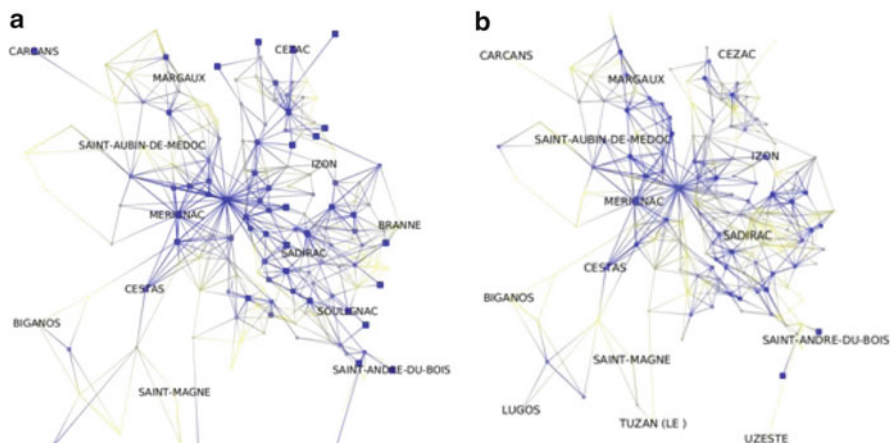 a
CARCANS
CEZAC
MARGAUX
SAINT-AUBIN-DE-MEDOC
IZON
MERIGNAC
BRANNE
SADIRAC
CESTAS
SOULIGNAC
BIGANOS
SAINT-ANDRE-DU-BOIS
SAINT-MAGNE
b
CARCANS
CEZAC
MARGAUX
SAINT-AUBIN-DE-MEDOC
IZON
MERIGNAC
SADIRAC
CESTAS
BIGANOS
SAINT-ANDRE-DU-BOIS
SAINT-MAGNE
LUGOS
TUZAN (LE )
UZESTE